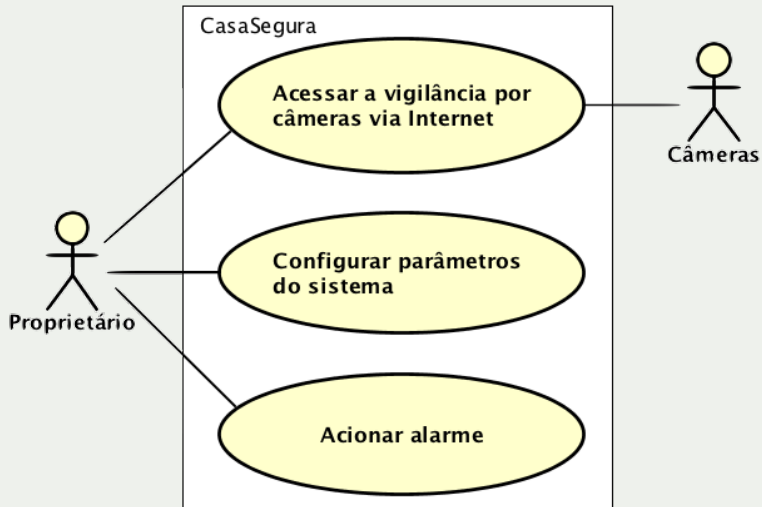 CasaSegura
Acessar a vigilância por
câmeras via Internet
Câmeras
Configurar parâmetros
do sistema
Proprietário
Acionar alarme